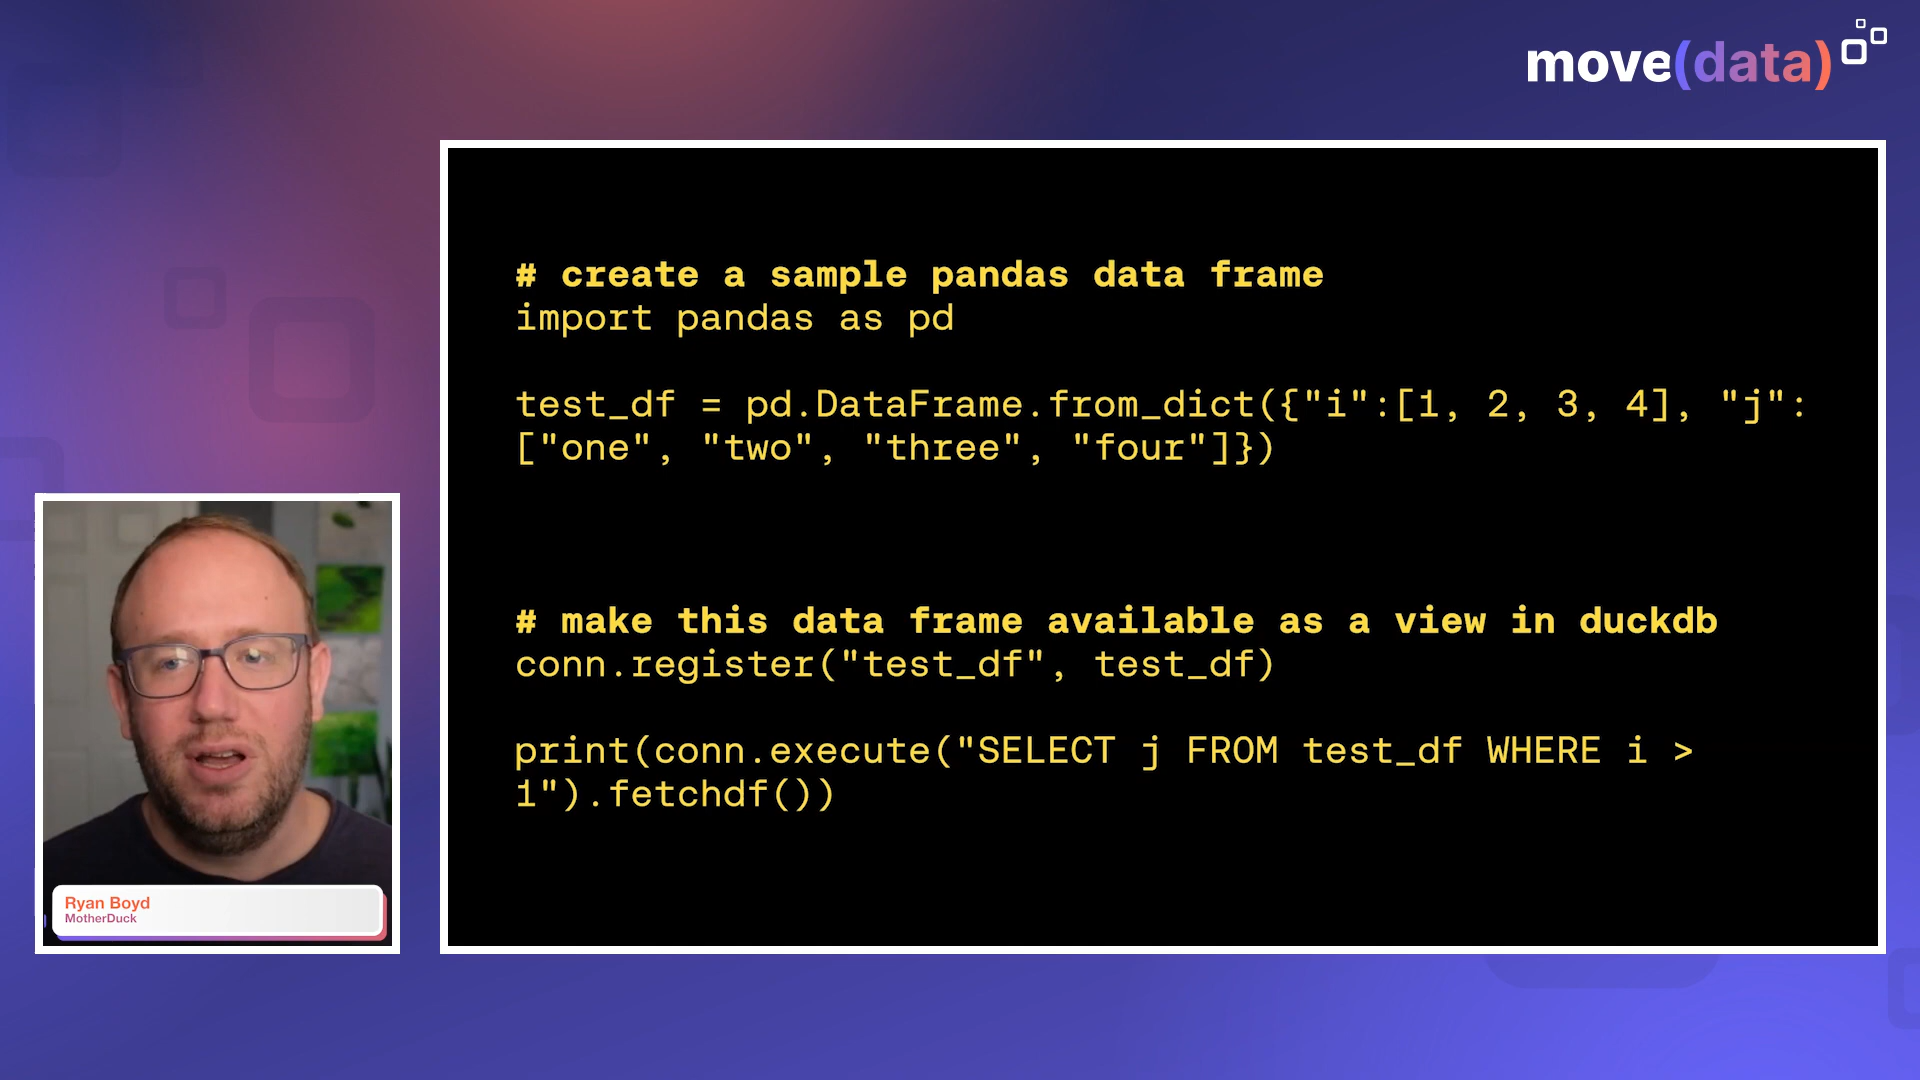 move(data)
# create a sample pandas data frame
import pandas as pd
test_df = pd.DataFrame.from_dict({"i":[1, 2, 3, 4], "j":
["one", "two", "three", "four"]})
# make this data frame available as a view in duckdb
conn.register("test_df", test_df)
print(conn.execute("SELECT j FROM test_df WHERE i >
1").fetchdf())
Ryan Boyd
MotherDuck